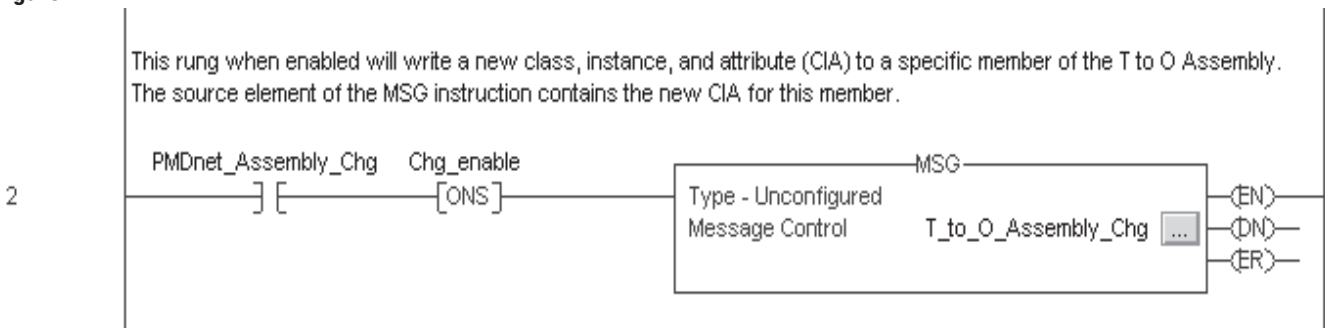 This rung when enabled will write a new class, instance, and attribute (CIA) to a specific member of the T to O Assembly.
The source element of the MSG instruction contains the new CIA for this member.
PMDnet_Assembly_Chg Chg_enable
MSG
2
ONS
Type - Unconfigured
EN
Message Control T_to_O_Assembly_Chg ...
DN
ER